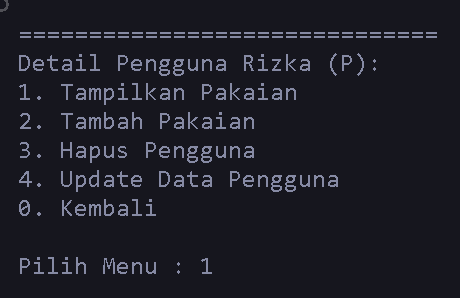 ==============================
Detail Pengguna Rizka (P):
1. Tampilkan Pakaian
2. Tambah Pakaian
3. Hapus Pengguna
4. Update Data Pengguna
0. Kembali
Pilih Menu : 1